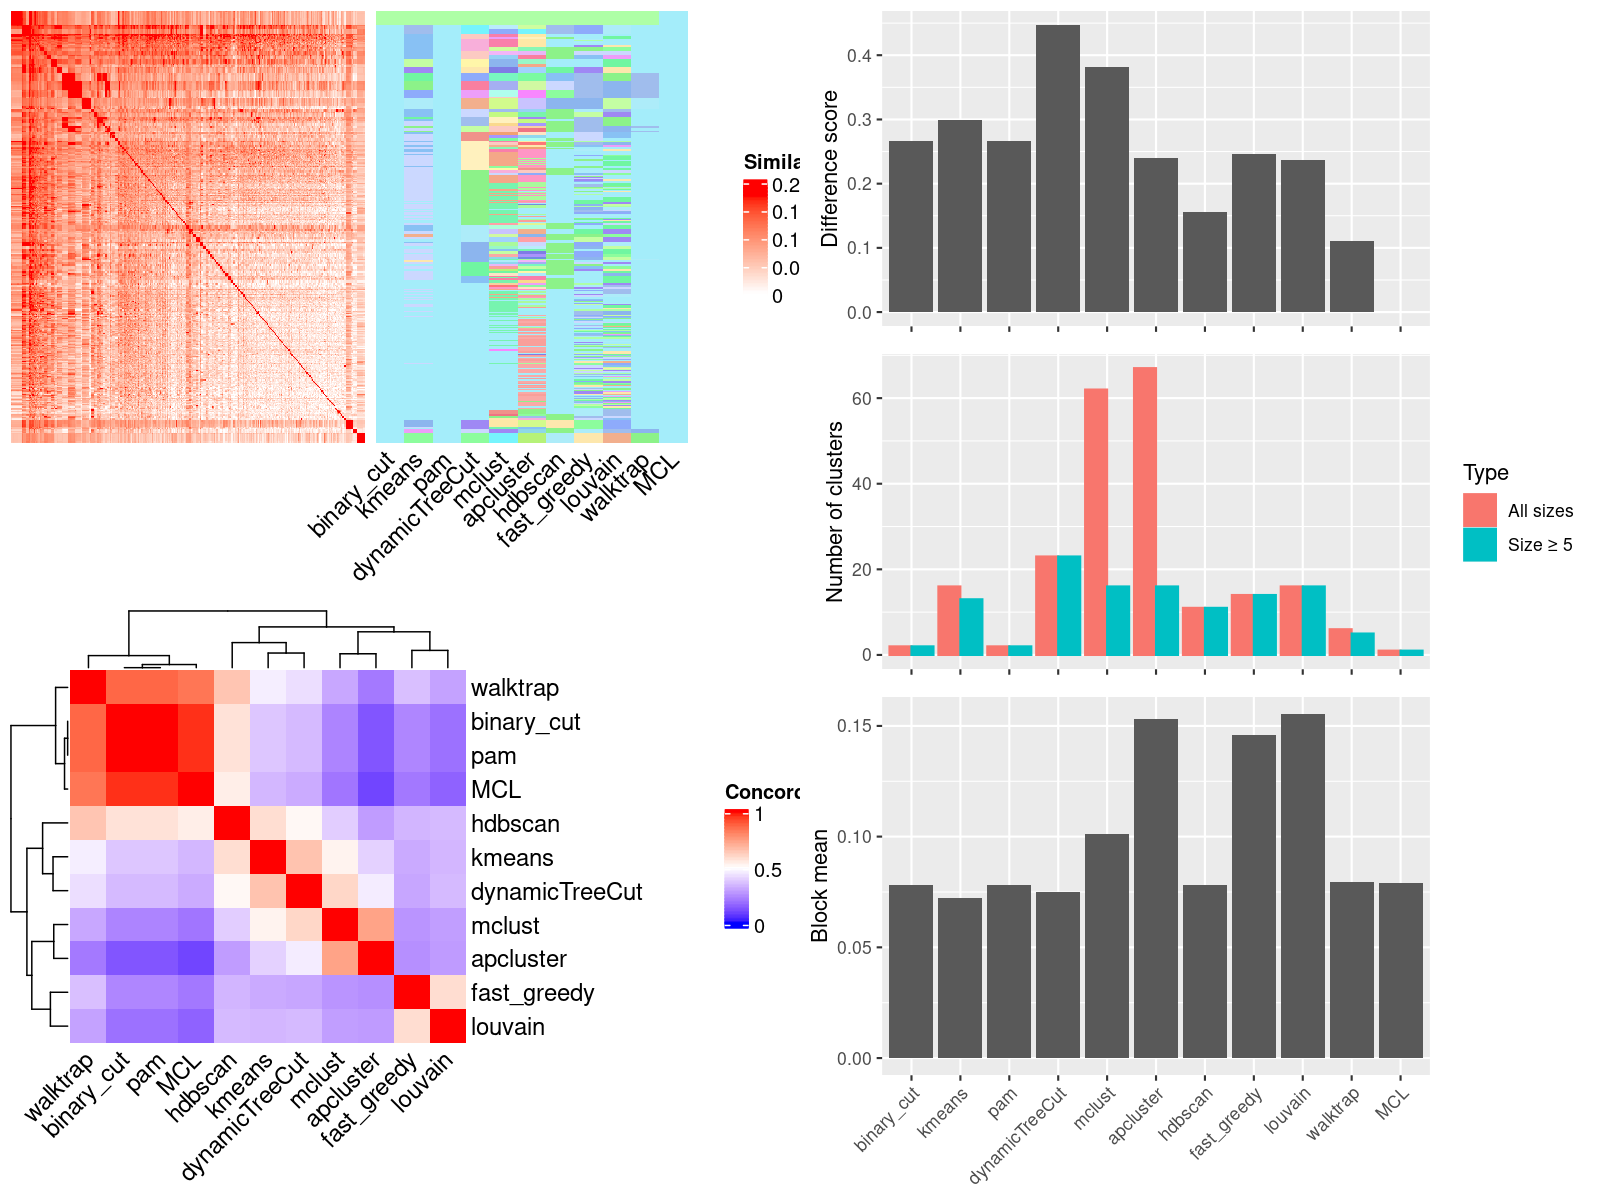 Simila
0.2
0.1
0.1
0.0
0
binary_cut
kmeans
pam
dynamicTreeCut
mclust
apcluster
hdbscan
fast_greedy
louvain
walktrap
MCL
walktrap
binary_cut
pam
MCL
hdbscan
kmeans
dynamicTreeCut
mclust
apcluster
fast_greedy
louvain
walktrap
binary_cut
pam
MCL
hdbscan
kmeans
dynamicTreeCut
mclust
apcluster
fast_greedy
louvain
Concord
1
0.5
0
Difference score
0.4
0.3
0.2
0.1
0.0
Number of clusters
60
40
20
0
Type
All sizes
Size ≥ 5
Block mean
0.15
0.10
0.05
0.00
binary_cut
kmeans
pam
dynamicTreeCut
mclust
apcluster
hdbscan
fast_greedy
louvain
walktrap
MCL